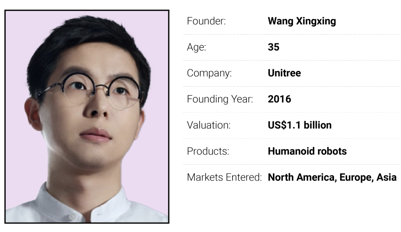 Founder: Wang Xingxing
Age: 35
Company: Unitree
Founding Year: 2016
Valuation: US$1.1 billion
Products: Humanoid robots
Markets Entered: North America, Europe, Asia